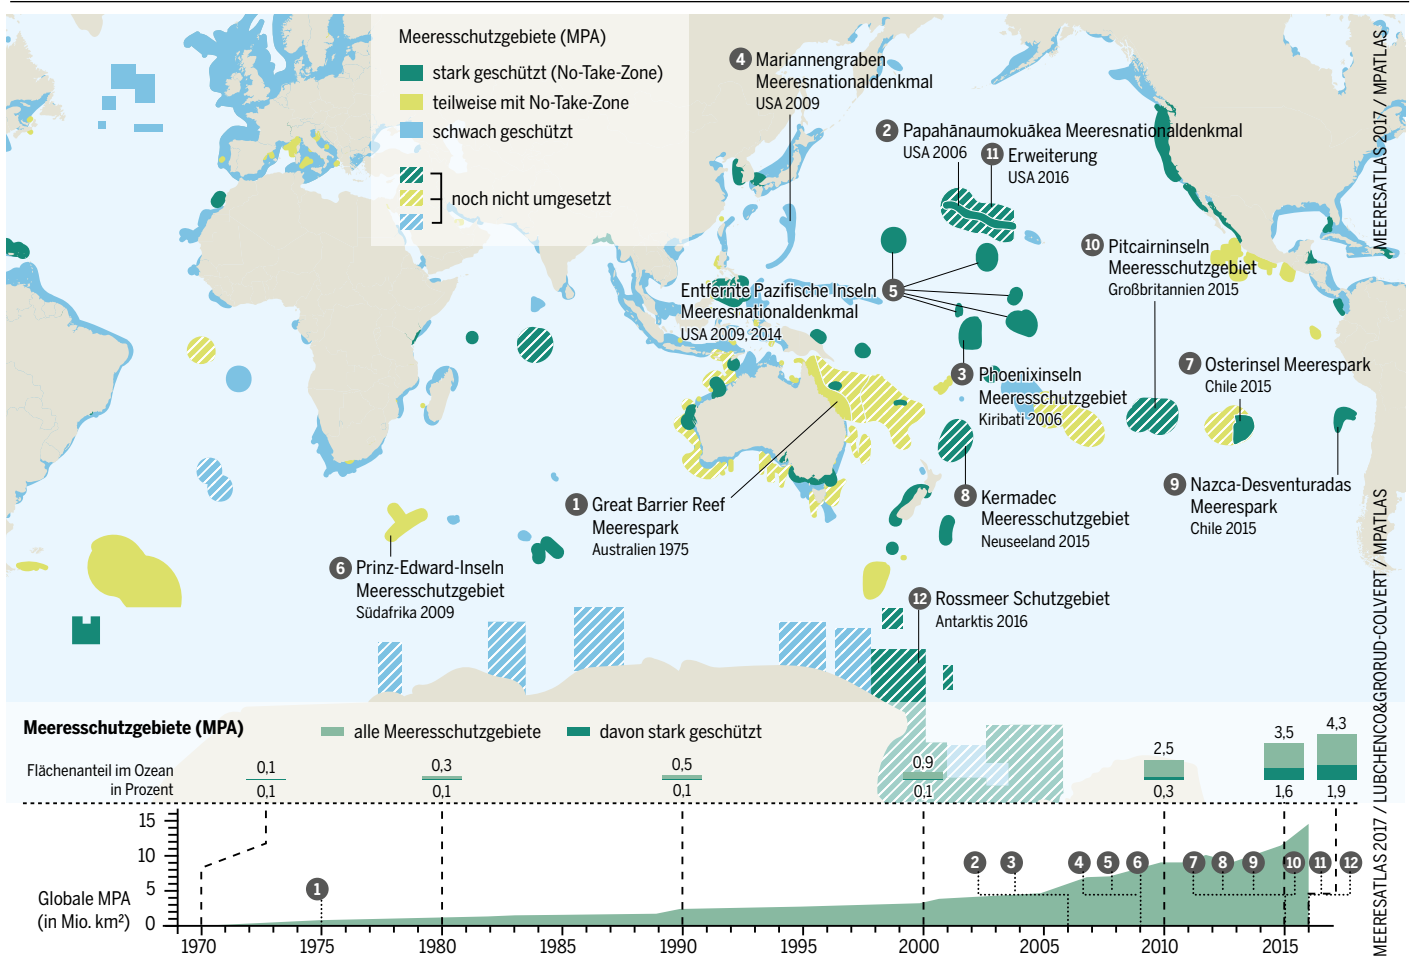 Meeresschutzgebiete (MPA)
stark geschützt (No-Take-Zone)
teilweise mit No-Take-Zone
schwach geschützt
noch nicht umgesetzt
4 Mariannengraben
Meeresnationaldenkmal
USA 2009
2 Papahānaumokuākea Meeresnationaldenkmal
USA 2006
11 Erweiterung
USA 2016
10 Pitcairninseln
Meeresschutzgebiet
Großbritannien 2015
Entfernte Pazifische Inseln 5
Meeresnationaldenkmal
USA 2009, 2014
3 Phoenixinseln
Meeresschutzgebiet
Kiribati 2006
7 Osterinsel Meerespark
Chile 2015
9 Nazca-Desventuradas
Meerespark
Chile 2015
1 Great Barrier Reef
Meerespark
Australien 1975
8 Kermadec
Meeresschutzgebiet
Neuseeland 2015
6 Prinz-Edward-Inseln
Meeresschutzgebiet
Südafrika 2009
12 Rossmeer Schutzgebiet
Antarktis 2016
MEERESATLAS 2017 / MPATLAS
Meeresschutzgebiete (MPA)
alle Meeresschutzgebiete
davon stark geschützt
Flächenanteil im Ozean
in Prozent
0,1 0,3 0,5 0,9 2,5 3,5 4,3
0,1 0,1 0,1 0,1 0,3 1,6 1,9
Globale MPA
(in Mio. km²)
15
10
5
0
1 2 3 4 5 6 7 8 9 10 11 12
1970 1975 1980 1985 1990 1995 2000 2005 2010 2015
MEERESATLAS 2017 / LUBCHENCO&GRORUD-COLVERT / MPATLAS